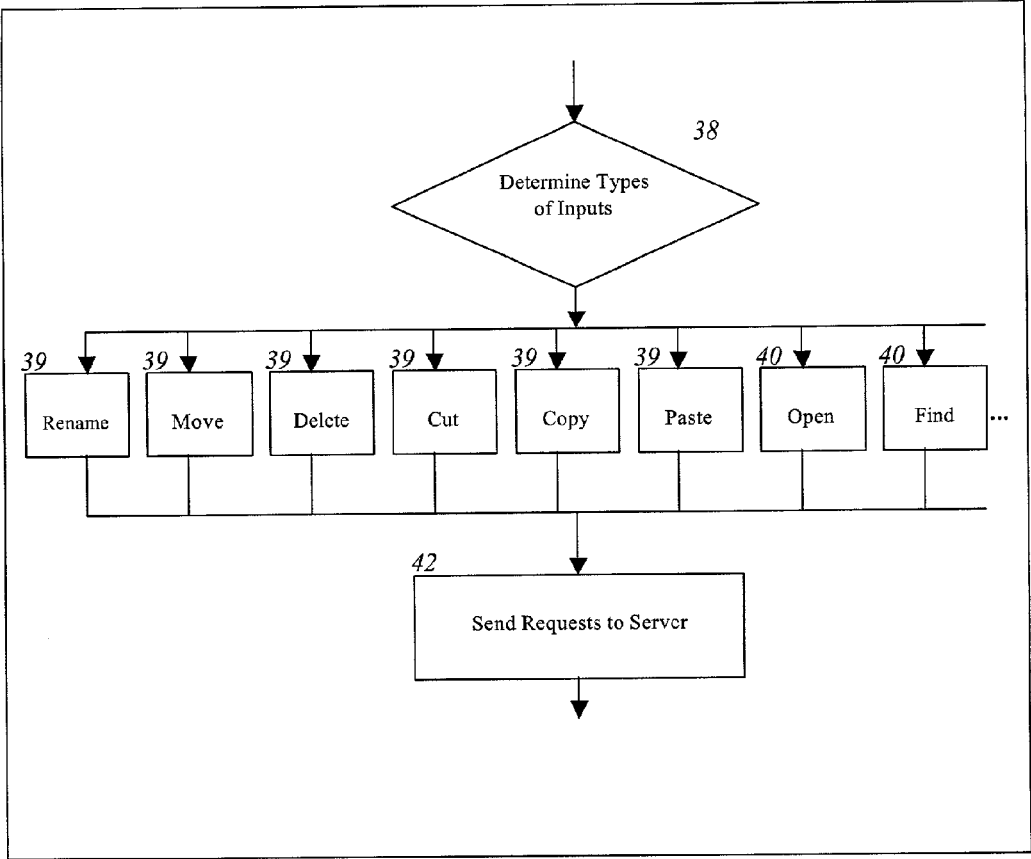 38
Determine Types
of Inputs
39 39 39 39 39 39 40 40
Rename Move Delete Cut Copy Paste Open Find ...
42
Send Requests to Server